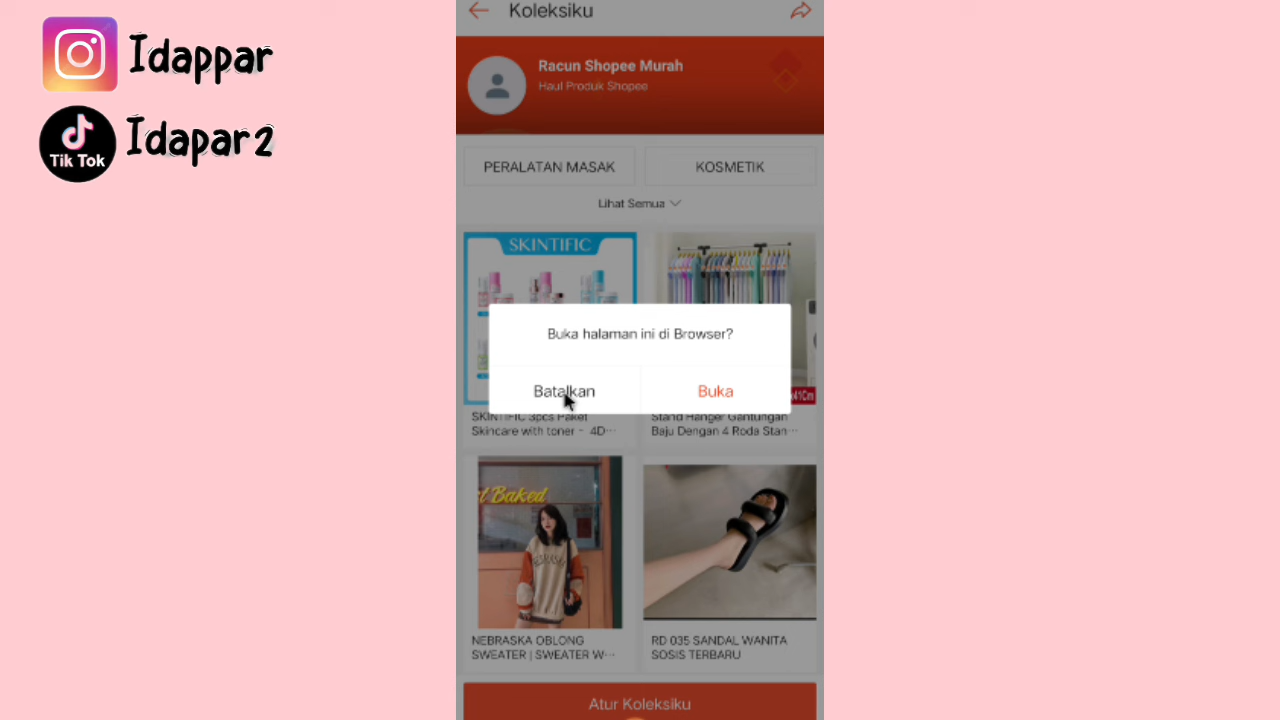 Idappar
Tik Tok
Idapar2
Koleksiku
Racun Shopee Murah
Haul Produk Shopee
PERALATAN MASAK
KOSMETIK
Lihat Semua
SKINTIFIC
Buka halaman ini di Browser?
Batalkan
Buka
SKINTIFIC 3pcs Paket
Skincare with toner - 4D...
Stand Hanger Gantungan
Baju Dengan 4 Roda Stan...
t Baked
NEBRASKA OBLONG
SWEATER | SWEATER W...
RD 035 SANDAL WANITA
SOSIS TERBARU
Atur Koleksiku